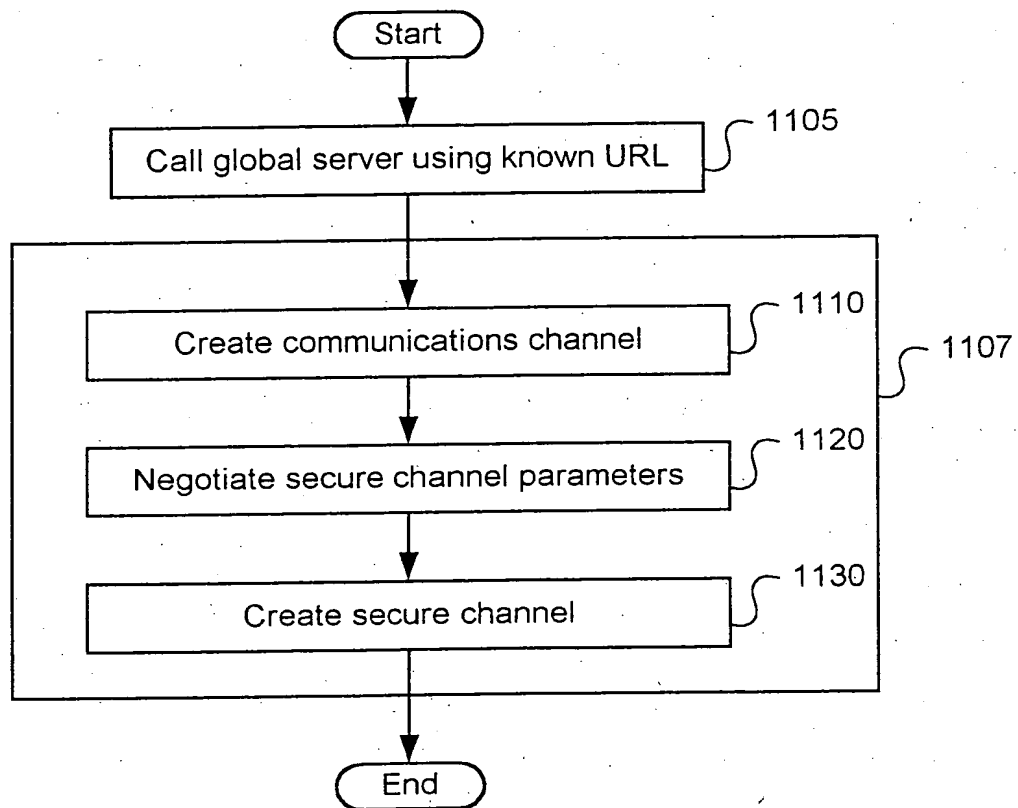 Start
Call global server using known URL
1105
Create communications channel
1110
1107
Negotiate secure channel parameters
1120
Create secure channel
1130
End